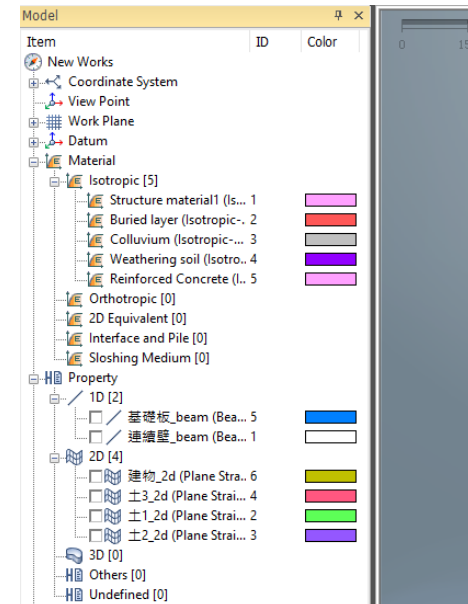 Model
Item ID Color 0 15
New Works
Coordinate System
View Point
Work Plane
Datum
Material
Isotropic [5]
Structure material1 (Is... 1
Buried layer (Isotropic-. 2
Colluvium (Isotropic-... 3
Weathering soil (Isotro.. 4
Reinforced Concrete (I.. 5
Orthotropic [0]
2D Equivalent [0]
Interface and Pile [0]
Sloshing Medium [0]
Property
1D [2]
基礎板_beam (Bea... 5
連續壁_beam (Bea... 1
2D [4]
建物_2d (Plane Stra.. 6
土3_2d (Plane Strai... 4
土1_2d (Plane Strai... 2
土2_2d (Plane Strai... 3
3D [0]
Others [0]
Undefined [0]